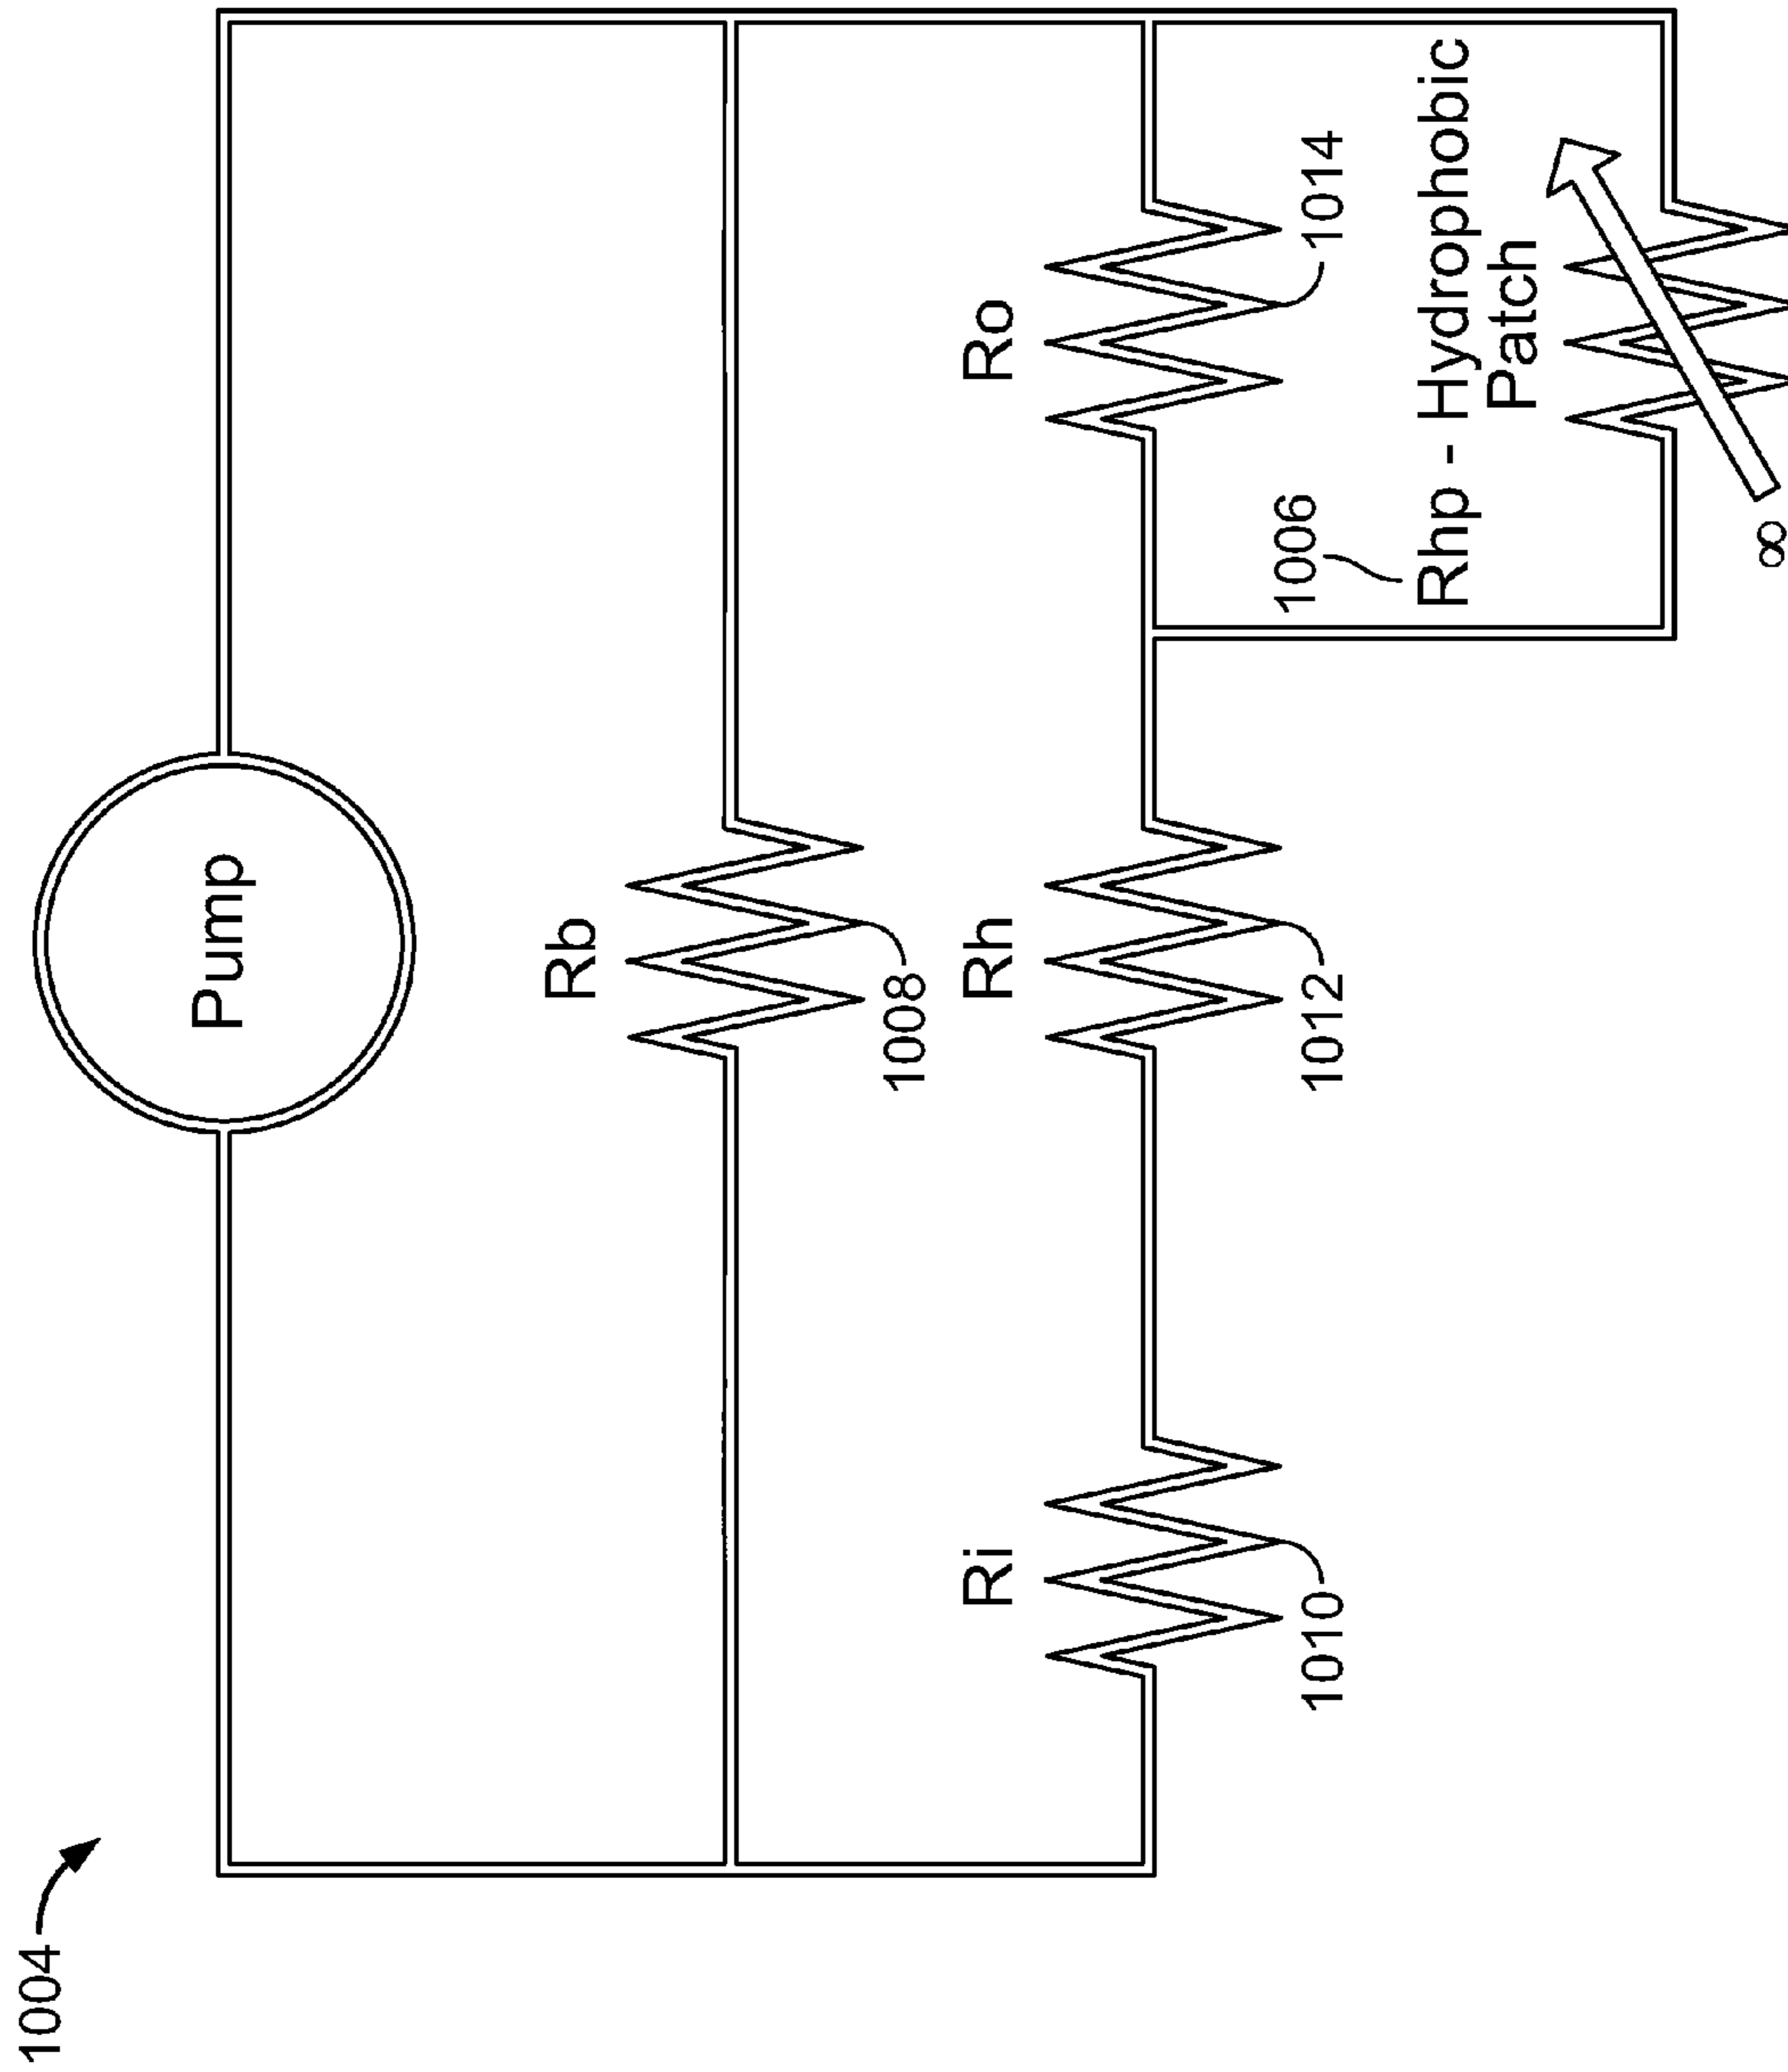 1004
Pump
Rb
1008
Ri
1010
Rh
1012
Ro
1014
1006
Rhp - Hydrophobic
Patch
∞